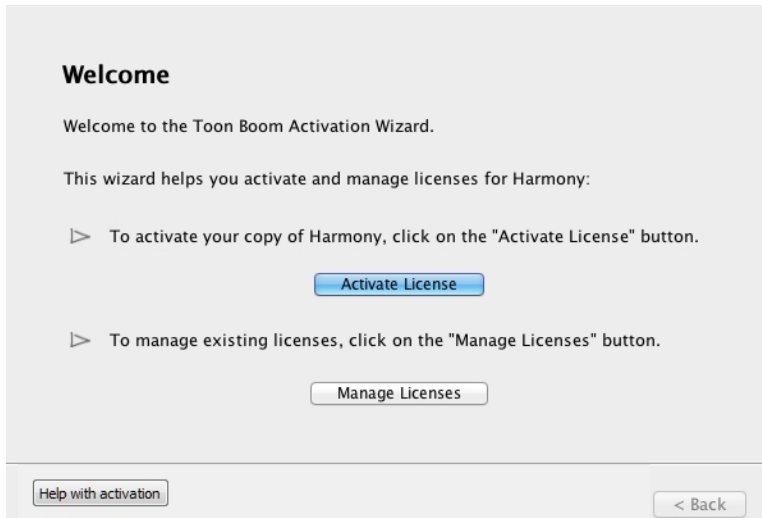 Welcome
Welcome to the Toon Boom Activation Wizard.
This wizard helps you activate and manage licenses for Harmony:
To activate your copy of Harmony, click on the "Activate License" button.
Activate License
To manage existing licenses, click on the "Manage Licenses" button.
Manage Licenses
Help with activation
< Back